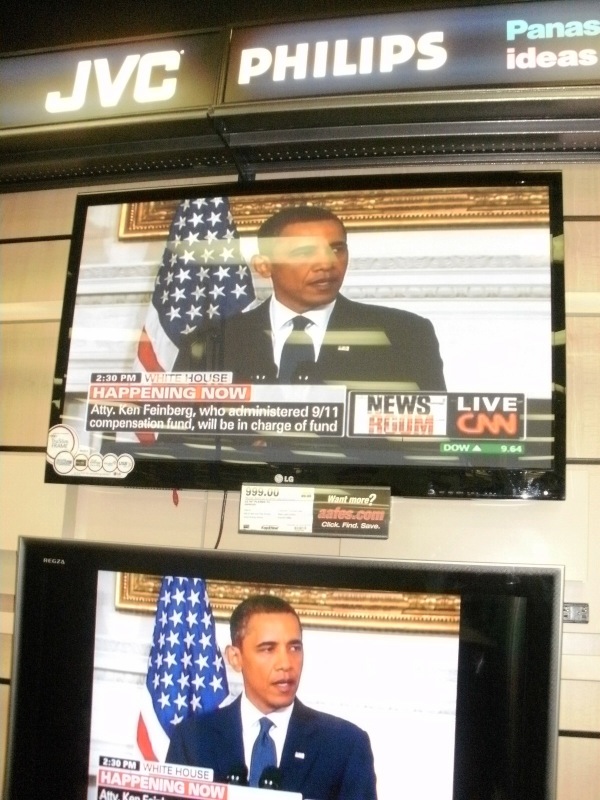 JVC
PHILIPS
Panas
ideas
2:30 PM WHITE HOUSE
HAPPENING NOW
Atty. Ken Feinberg, who administered 9/11
compensation fund, will be in charge of fund
NEWS
ROOM
LIVE
CNN
DOW ▲ 9.64
LG
999.00
Want more?
aafes.com
Click. Find. Save.
REGZA
2:30 PM WHITE HOUSE
HAPPENING NOW
Atty. Ken